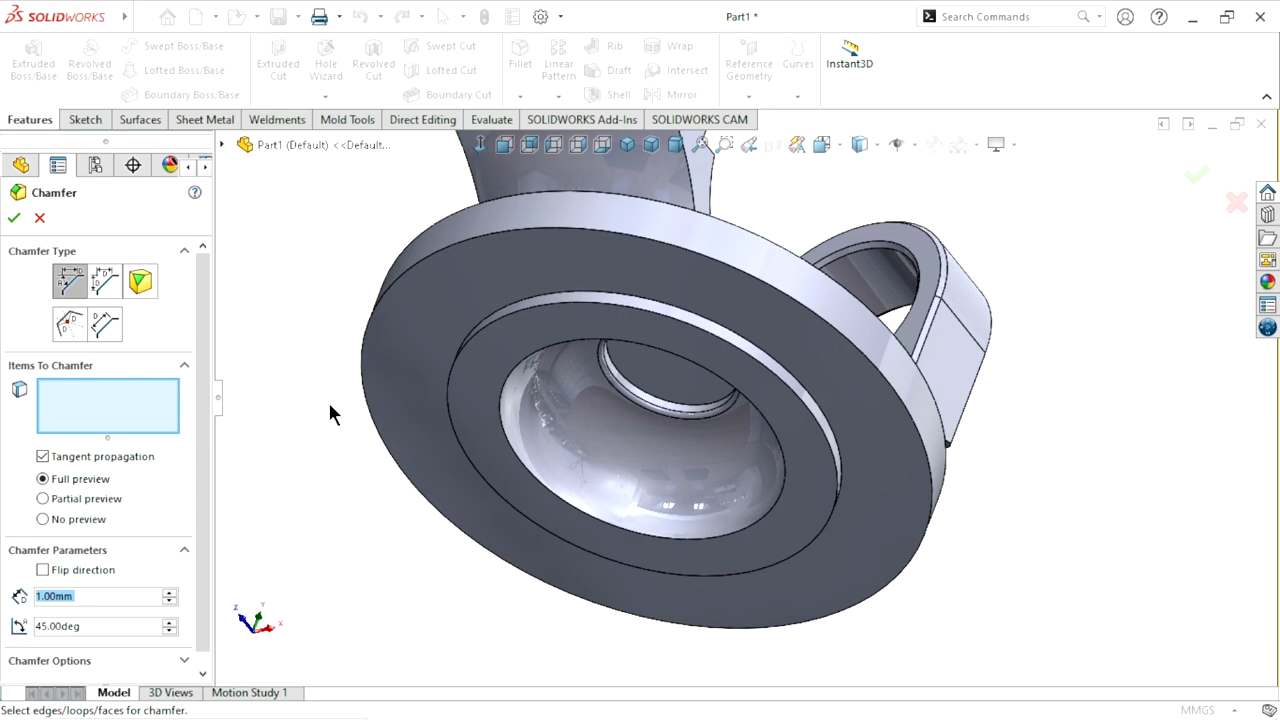 SOLIDWORKS
Part1 *
Search Commands
Extruded Boss/Base
Revolved Boss/Base
Swept Boss/Base
Lofted Boss/Base
Boundary Boss/Base
Extruded Cut
Hole Wizard
Revolved Cut
Swept Cut
Lofted Cut
Boundary Cut
Fillet
Linear Pattern
Rib
Draft
Shell
Wrap
Intersect
Mirror
Reference Geometry
Curves
Instant3D
Features
Sketch
Surfaces
Sheet Metal
Weldments
Mold Tools
Direct Editing
Evaluate
SOLIDWORKS Add-Ins
SOLIDWORKS CAM
Part1 (Default) <<Default...
Chamfer
Chamfer Type
Items To Chamfer
Tangent propagation
Full preview
Partial preview
No preview
Chamfer Parameters
Flip direction
1.00mm
45.00deg
Chamfer Options
Z
Y
X
Model
3D Views
Motion Study 1
Select edges/loops/faces for chamfer.
MMGS